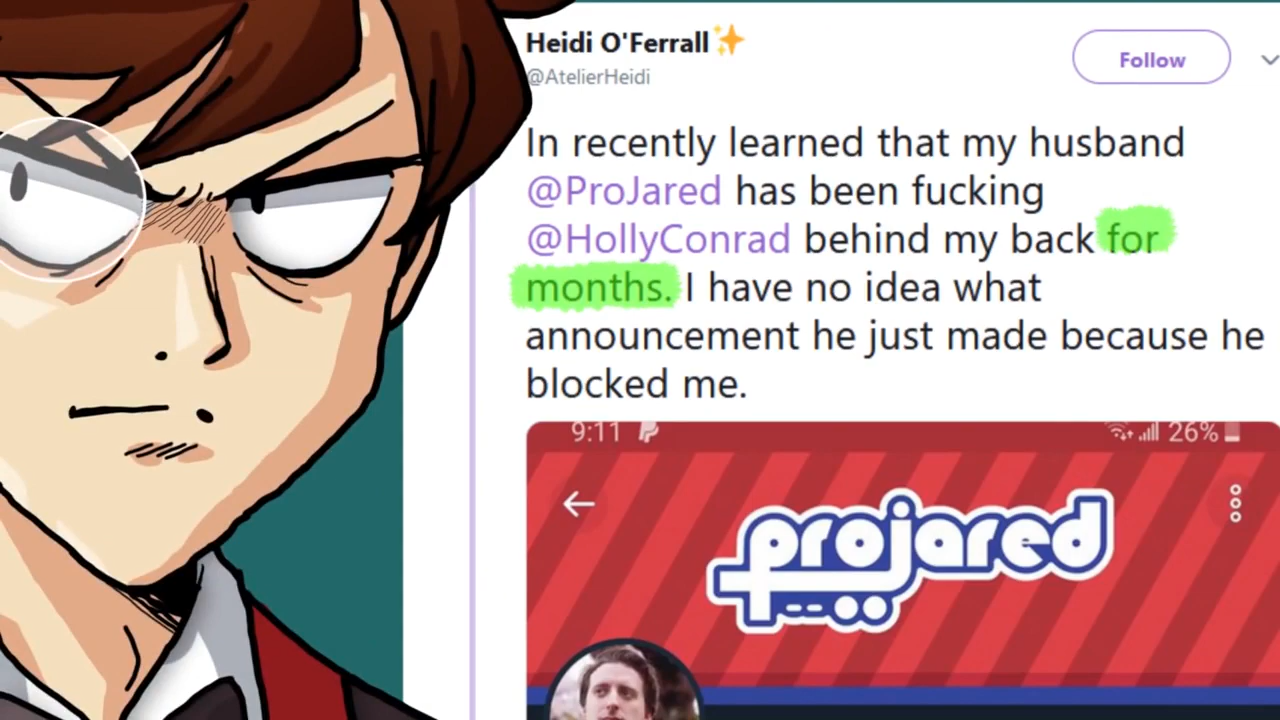 Heidi O'Ferrall✨
@AtelierHeidi
Follow
In recently learned that my husband
@ProJared has been fucking
@HollyConrad behind my back for
months. I have no idea what
announcement he just made because he
blocked me.
9:11
26%
projared